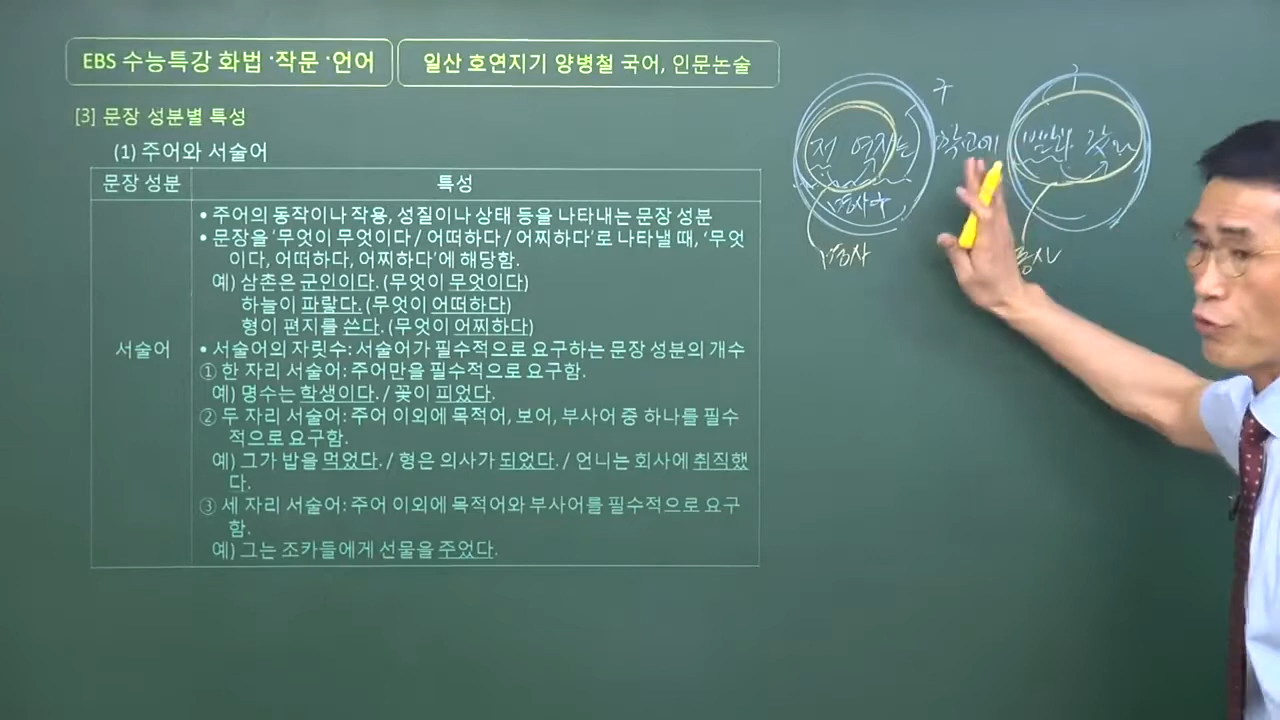 EBS 수능특강 화법 ·작문 ·언어
일산 호연지기 양병철 국어, 인문논술
[3] 문장 성분별 특성
(1) 주어와 서술어
문장 성분
특성
서술어
• 주어의 동작이나 작용, 성질이나 상태 등을 나타내는 문장 성분
• 문장을 '무엇이 무엇이다 / 어떠하다 / 어찌하다'로 나타낼 때, '무엇
이다, 어떠하다, 어찌하다'에 해당함.
예) 삼촌은 군인이다. (무엇이 무엇이다)
하늘이 파랗다. (무엇이 어떠하다)
형이 편지를 쓴다. (무엇이 어찌하다)
• 서술어의 자릿수: 서술어가 필수적으로 요구하는 문장 성분의 개수
① 한 자리 서술어: 주어만을 필수적으로 요구함.
예) 명수는 학생이다. / 꽃이 피었다.
② 두 자리 서술어: 주어 이외에 목적어, 보어, 부사어 중 하나를 필수
적으로 요구함.
예) 그가 밥을 먹었다. / 형은 의사가 되었다. / 언니는 회사에 취직했
다.
③ 세 자리 서술어: 주어 이외에 목적어와 부사어를 필수적으로 요구
함.
예) 그는 조카들에게 선물을 주었다.
구
학교에
명사구
명사
동사